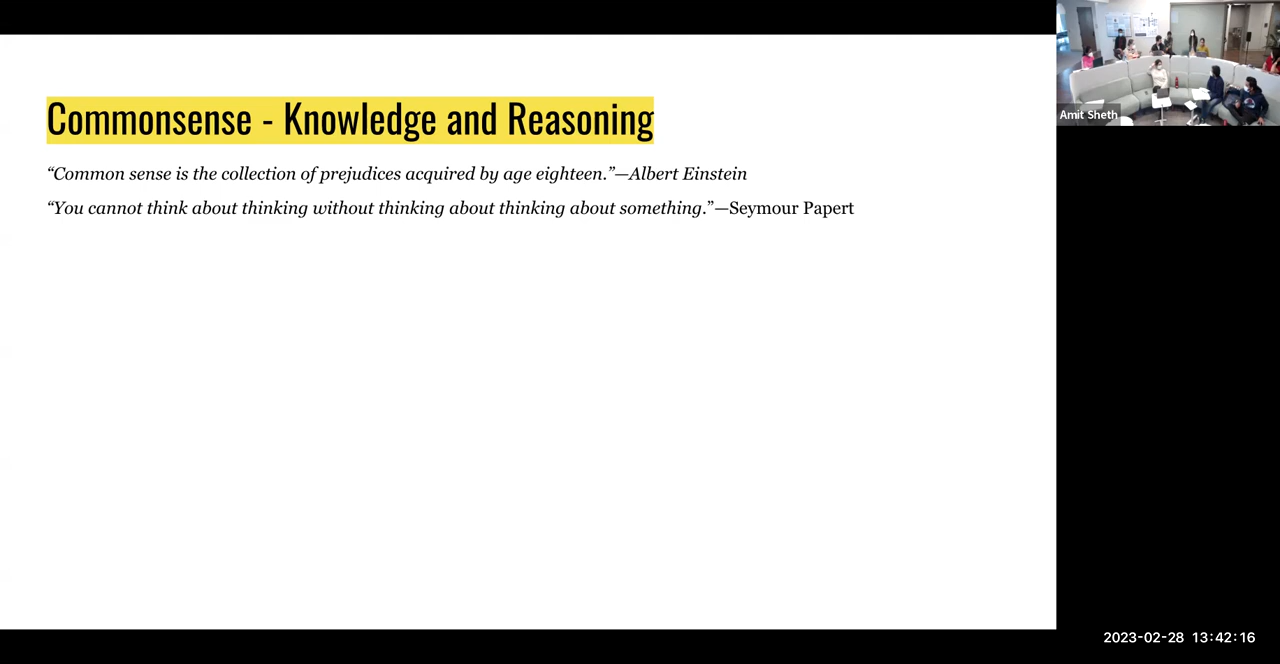 Commonsense - Knowledge and Reasoning
“Common sense is the collection of prejudices acquired by age eighteen.”—Albert Einstein
“You cannot think about thinking without thinking about thinking about something.”—Seymour Papert
Amit Sheth
2023-02-28 13:42:16